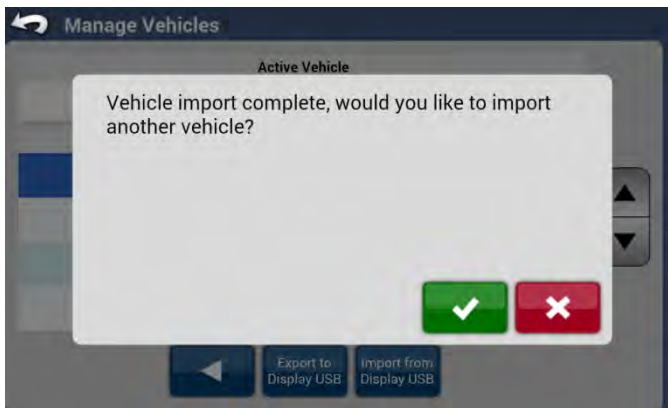 Manage Vehicles
Active Vehicle
Vehicle import complete, would you like to import
another vehicle?
Export to
Display USB
Import from
Display USB